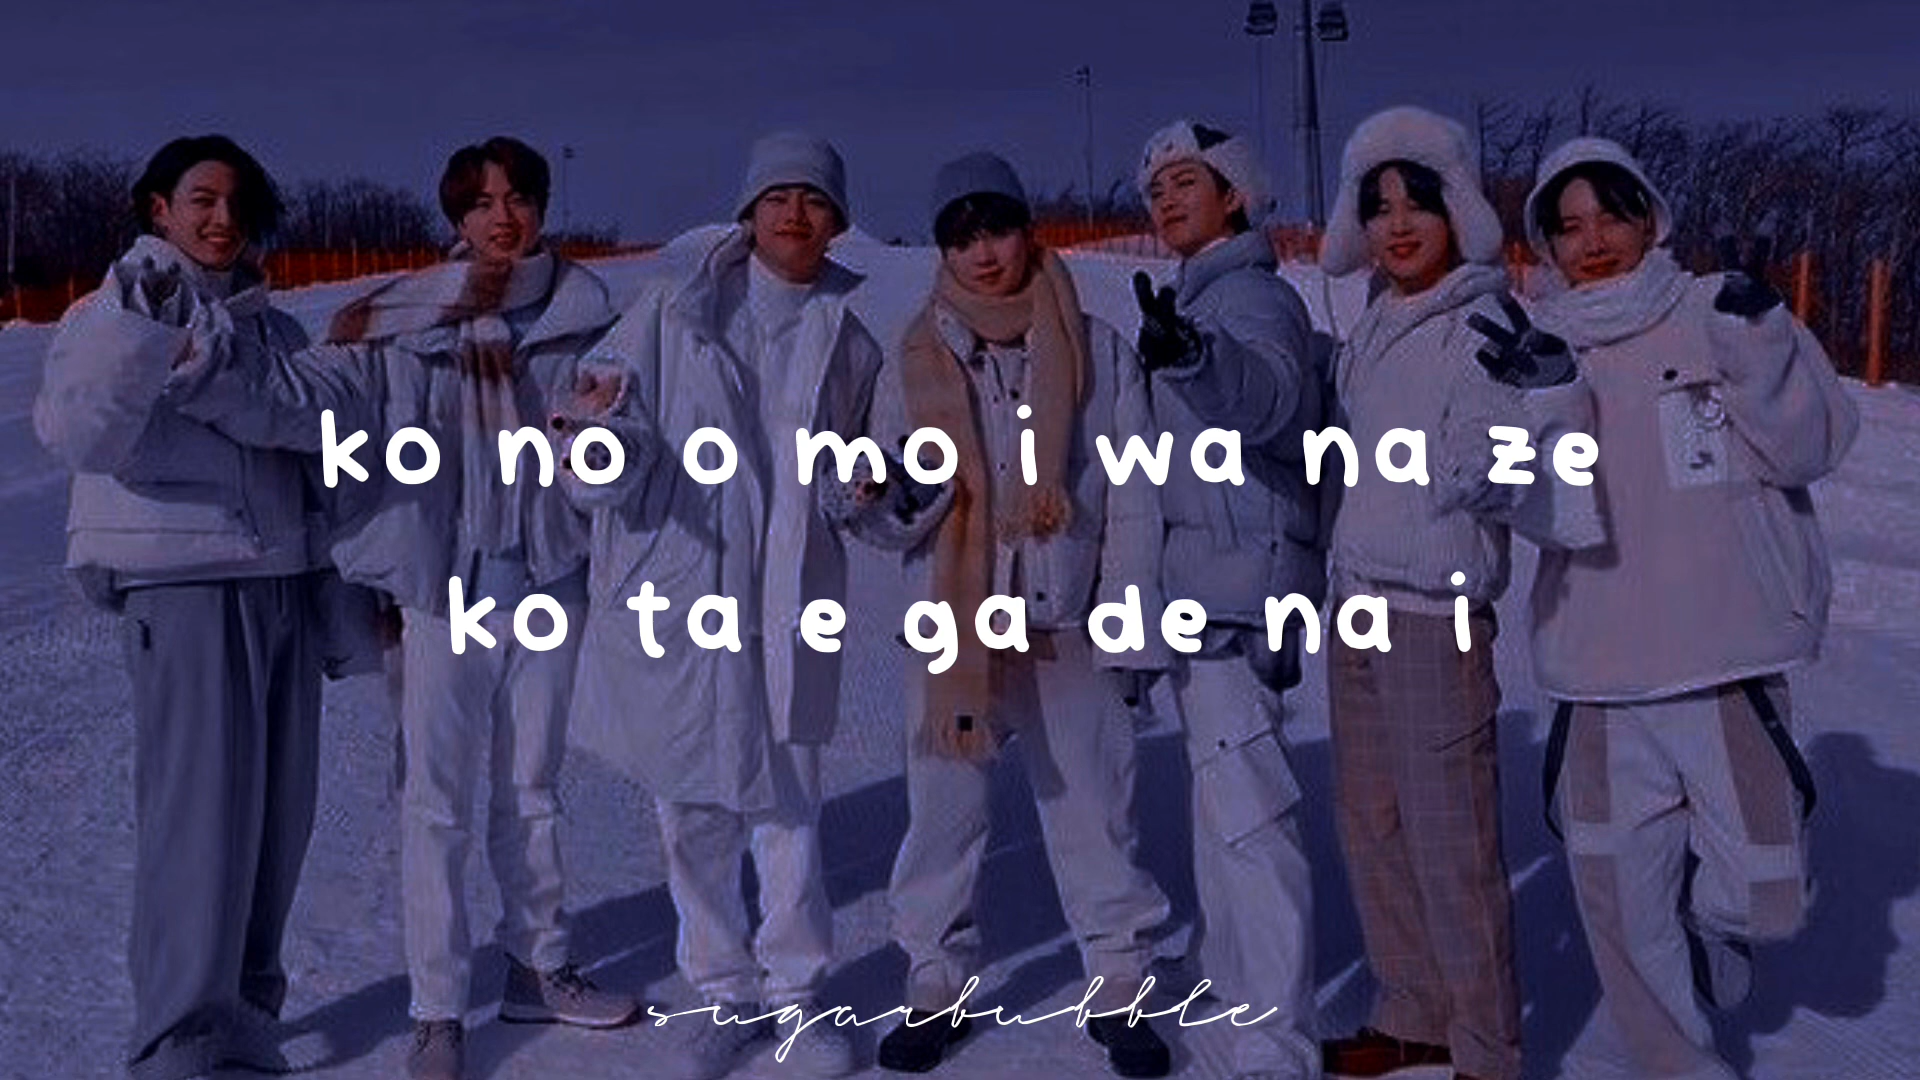 ko no o mo i wa na ze
ko ta e ga de na i
sugarbubble